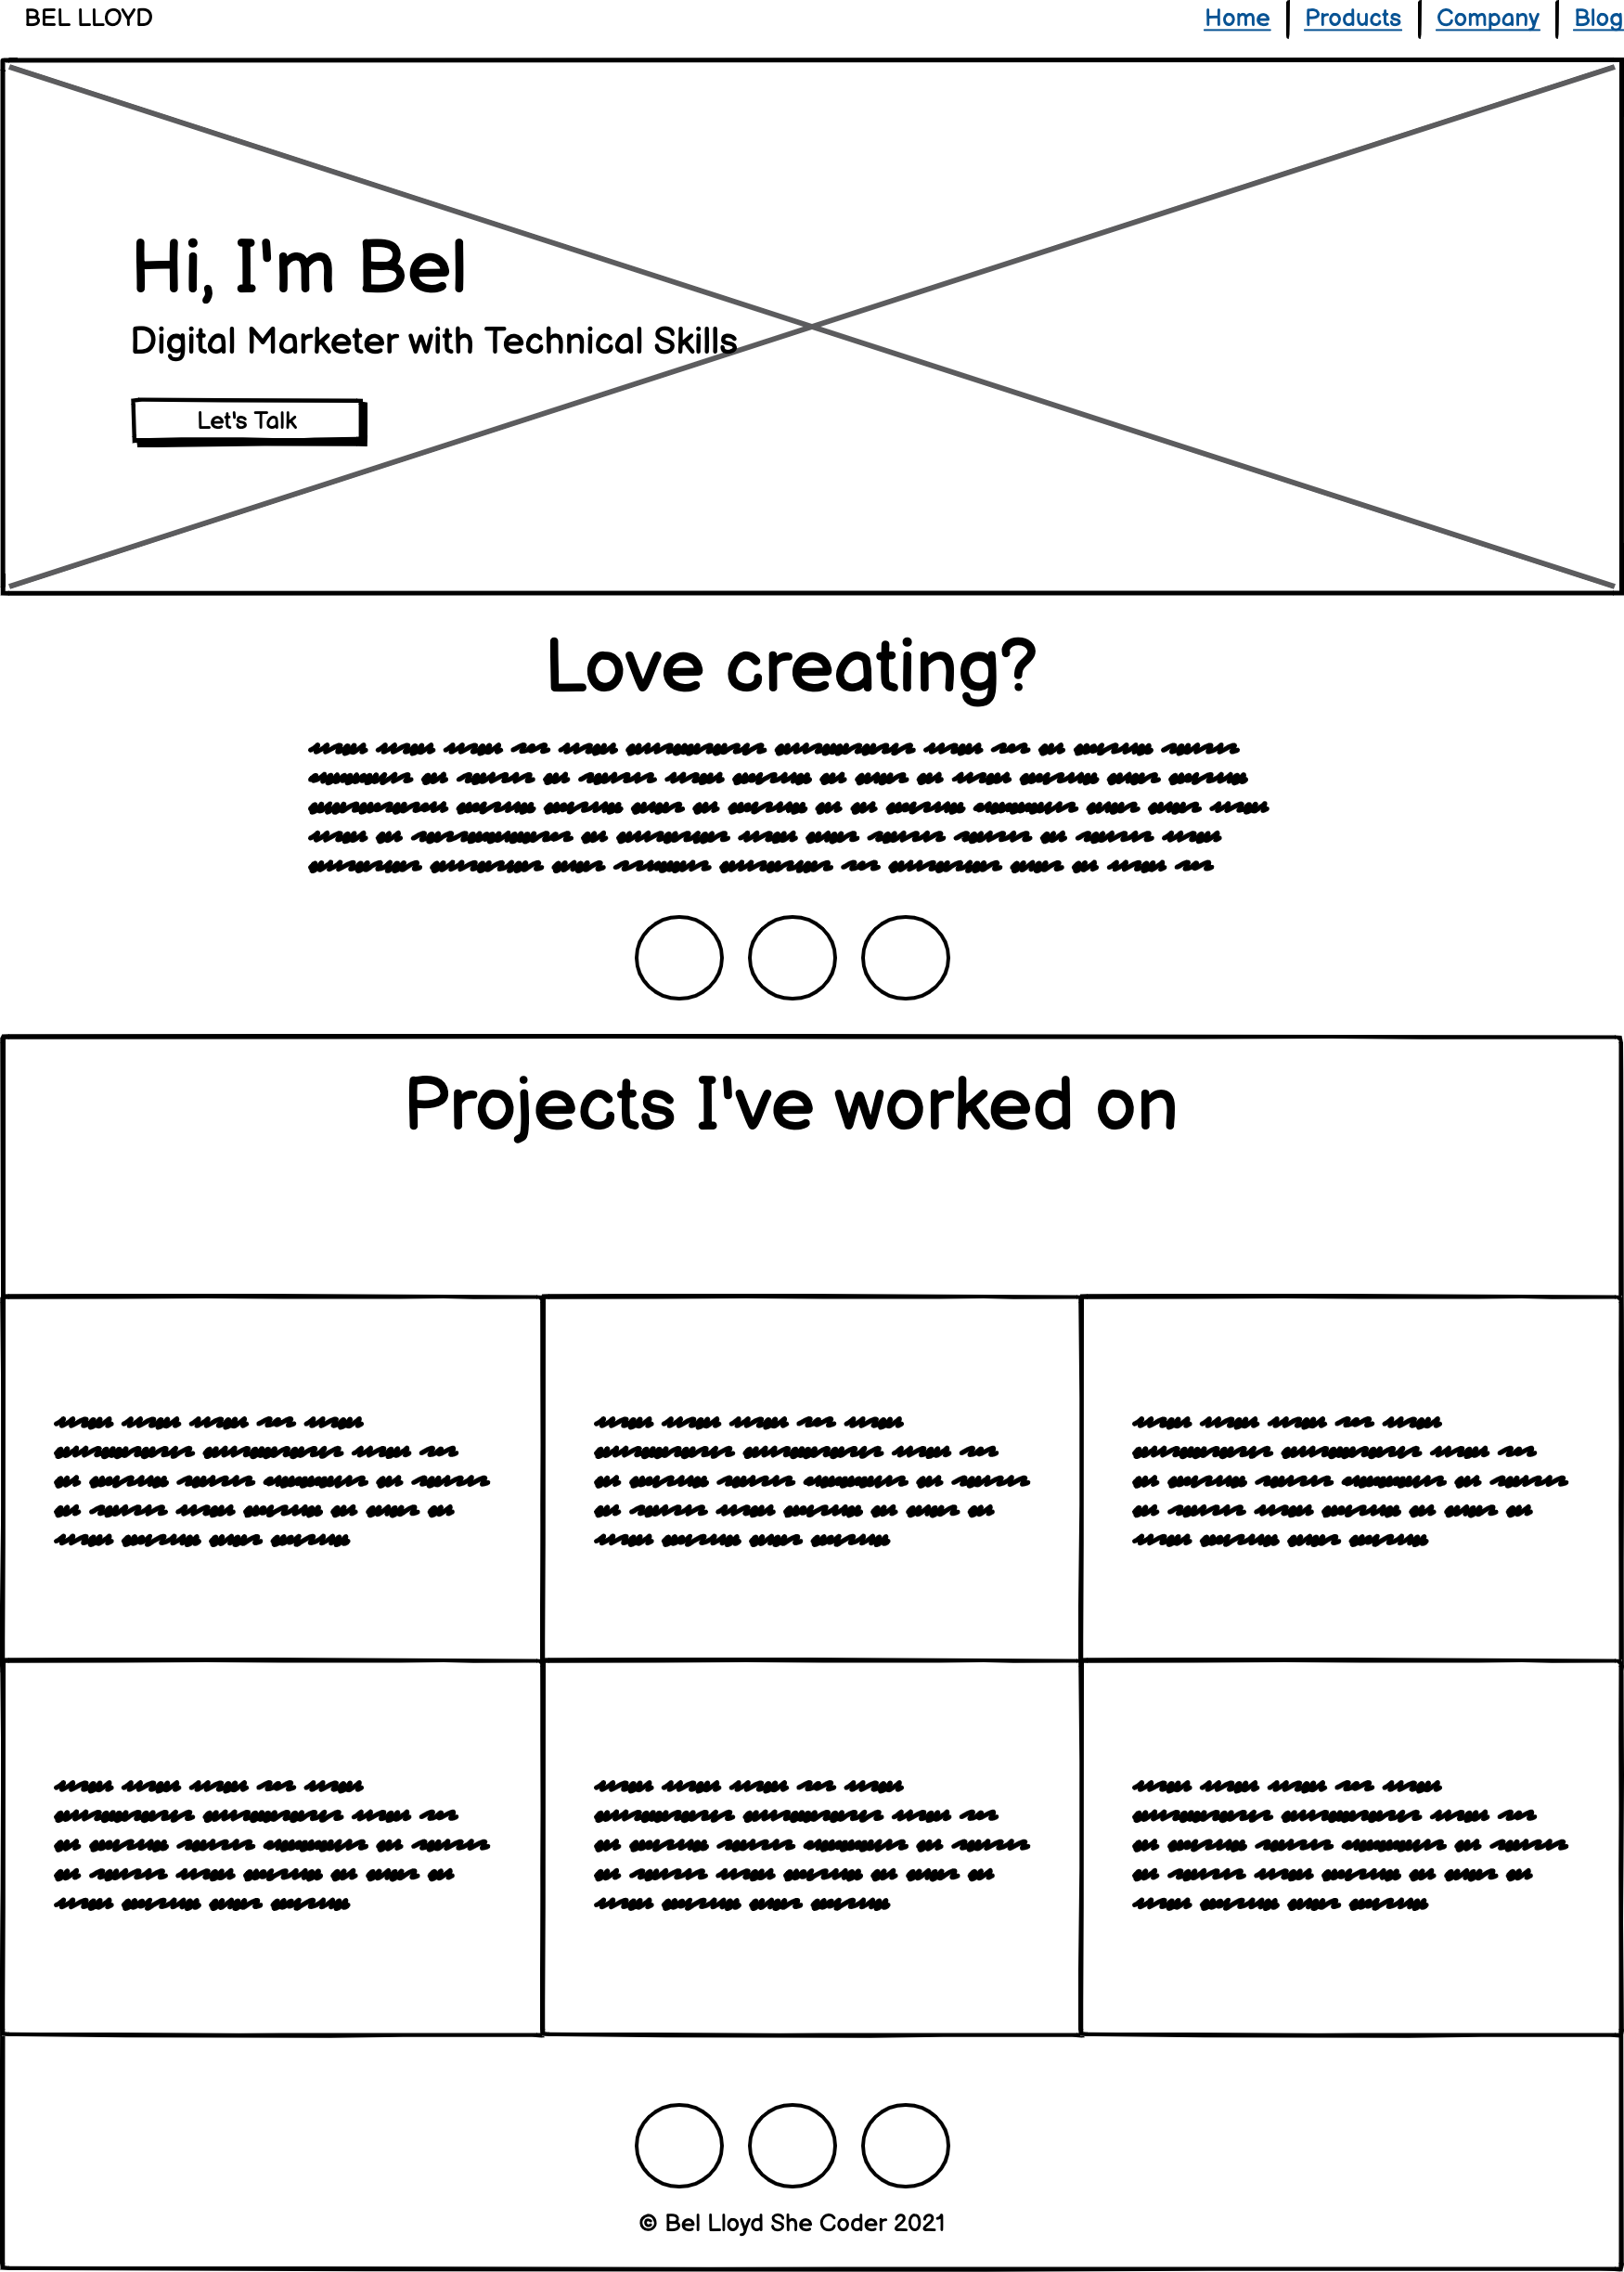 BEL LLOYD
Home Products Company Blog
Hi, I'm Bel
Digital Marketer with Technical Skills
Let's Talk
Love creating?
Projects I've worked on
© Bel Lloyd She Coder 2021